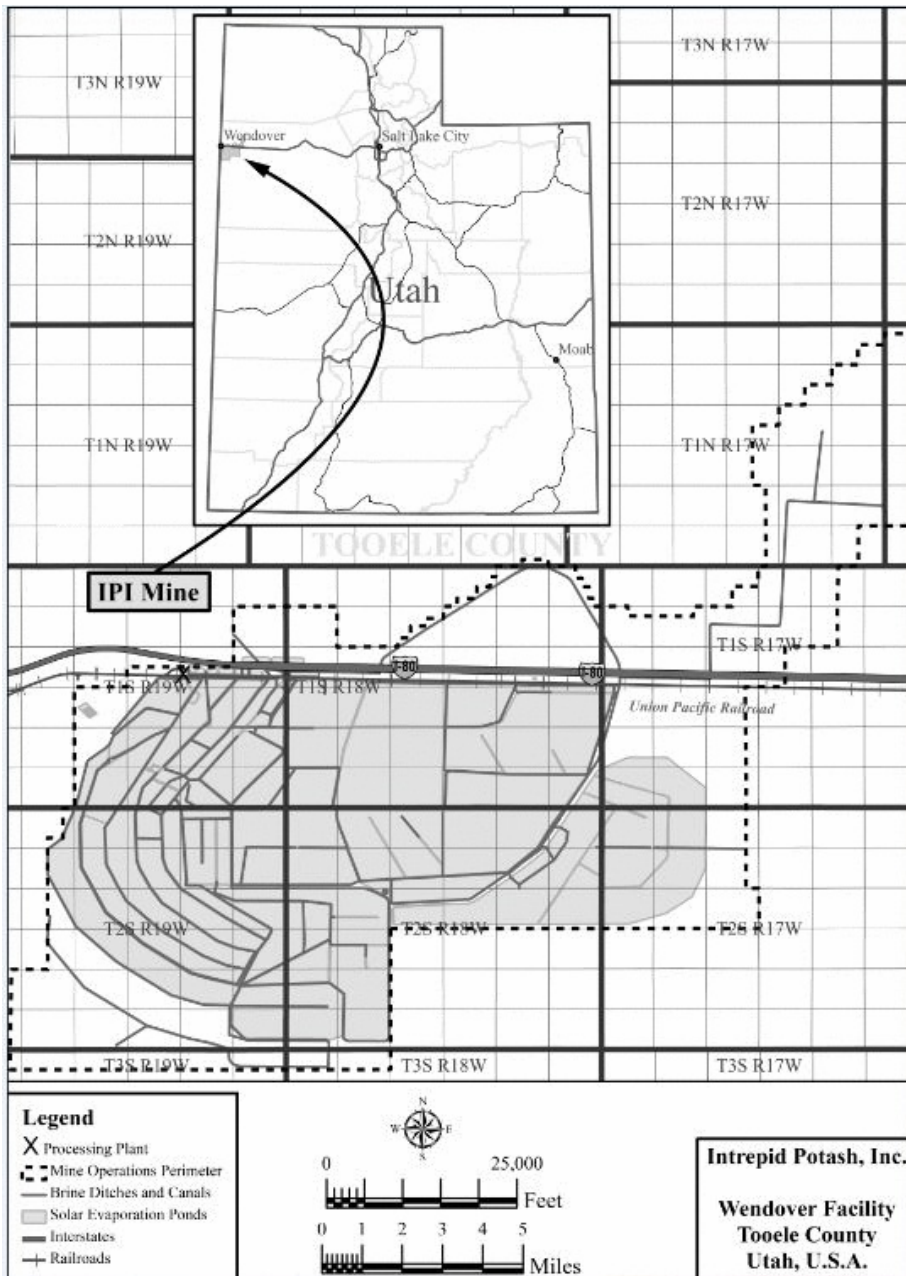 T3N R19W
T3N R17W
Wendover
Salt Lake City
T2N R19W
T2N R17W
Utah
Moab
T1N R19W
T1N R17W
TOOELE COUNTY
IPI Mine
T1S R17W
I-80
I-80
T1S R19W
T1S R18W
Union Pacific Railroad
T2S R19W
T2S R18W
T2S R17W
T3S R19W
T3S R18W
T3S R17W
Legend
X Processing Plant
Mine Operations Perimeter
Brine Ditches and Canals
Solar Evaporation Ponds
Interstates
Railroads
N
W E
S
0 25,000
Feet
0 1 2 3 4 5
Miles
Intrepid Potash, Inc.
Wendover Facility
Tooele County
Utah, U.S.A.